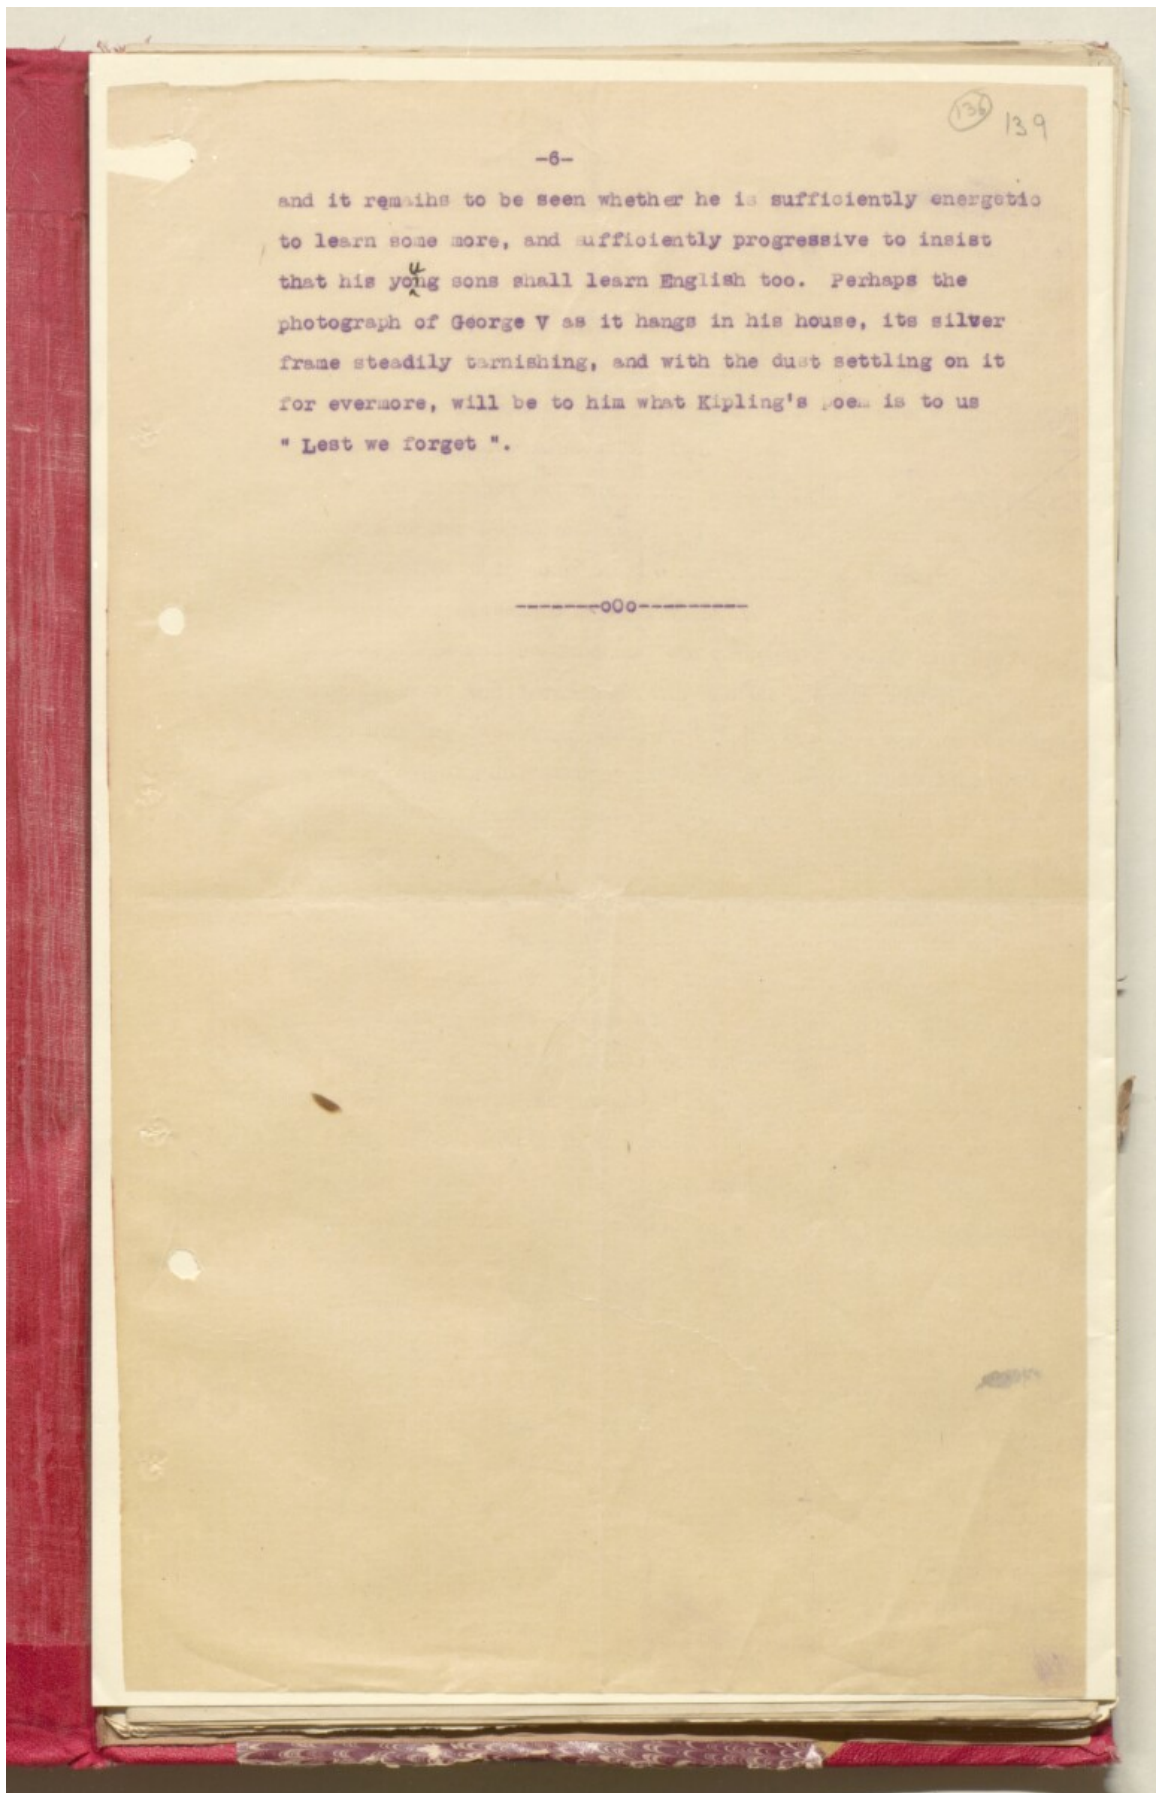 136 139
-6-
and it remaihs to be seen whether he is sufficiently energetic
to learn some more, and sufficiently progressive to insist
that his young sons shall learn English too. Perhaps the
photograph of George V as it hangs in his house, its silver
frame steadily tarnishing, and with the dust settling on it
for evermore, will be to him what Kipling's poem is to us
" Lest we forget ".
-------oOo---------